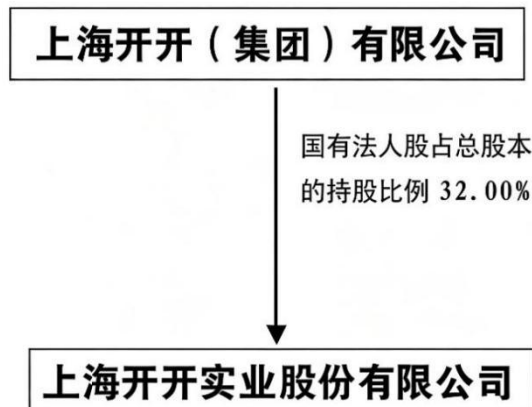 上海开开（集团）有限公司
国有法人股占总股本
的持股比例 32.00%
上海开开实业股份有限公司